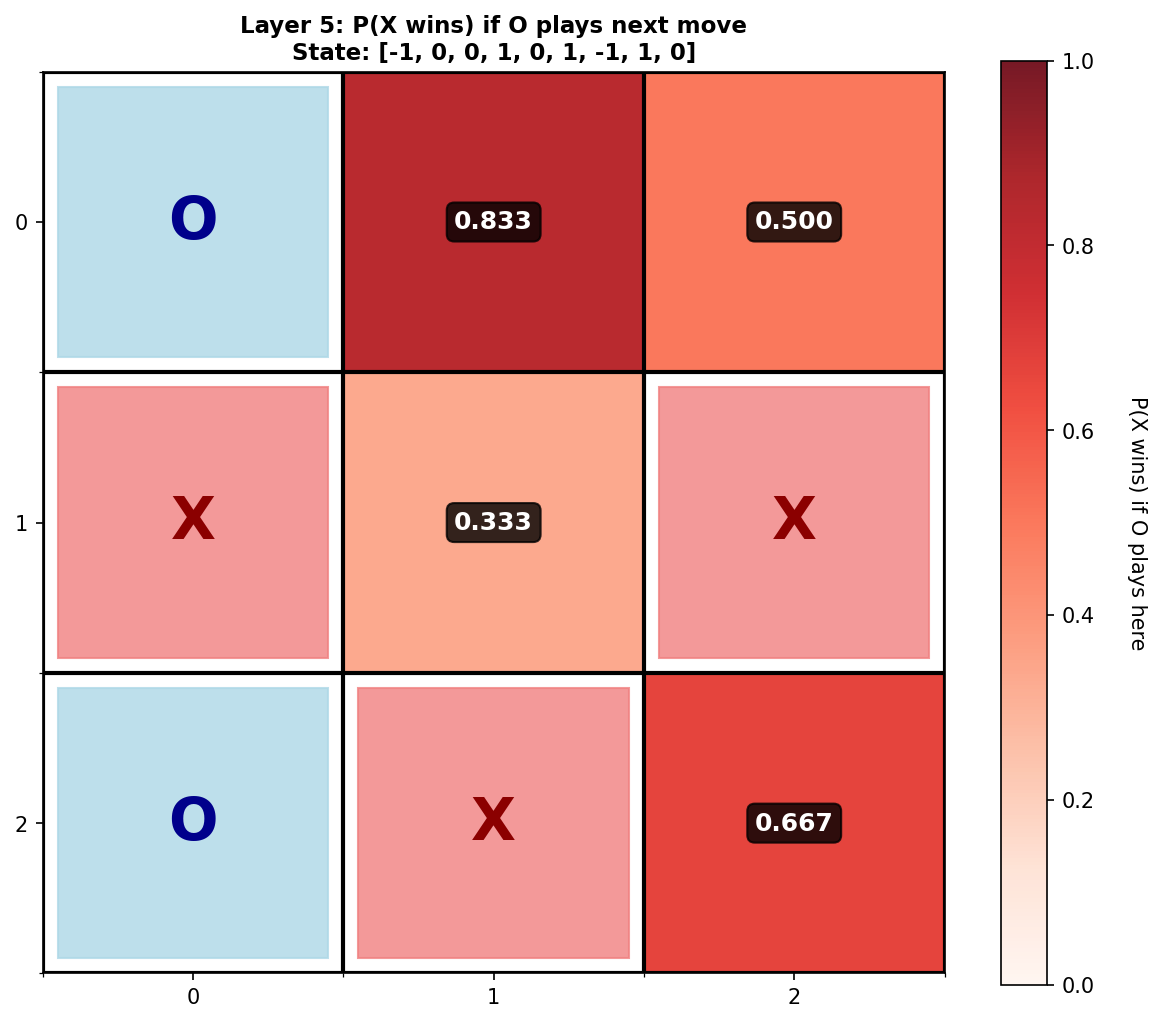 Layer 5: P(X wins) if O plays next move
State: [-1, 0, 0, 1, 0, 1, -1, 1, 0]
O
0.833
0.500
X
0.333
X
O
X
0.667
0
1
2
0
1
2
1.0
0.8
0.6
0.4
0.2
0.0
P(X wins) if O plays here